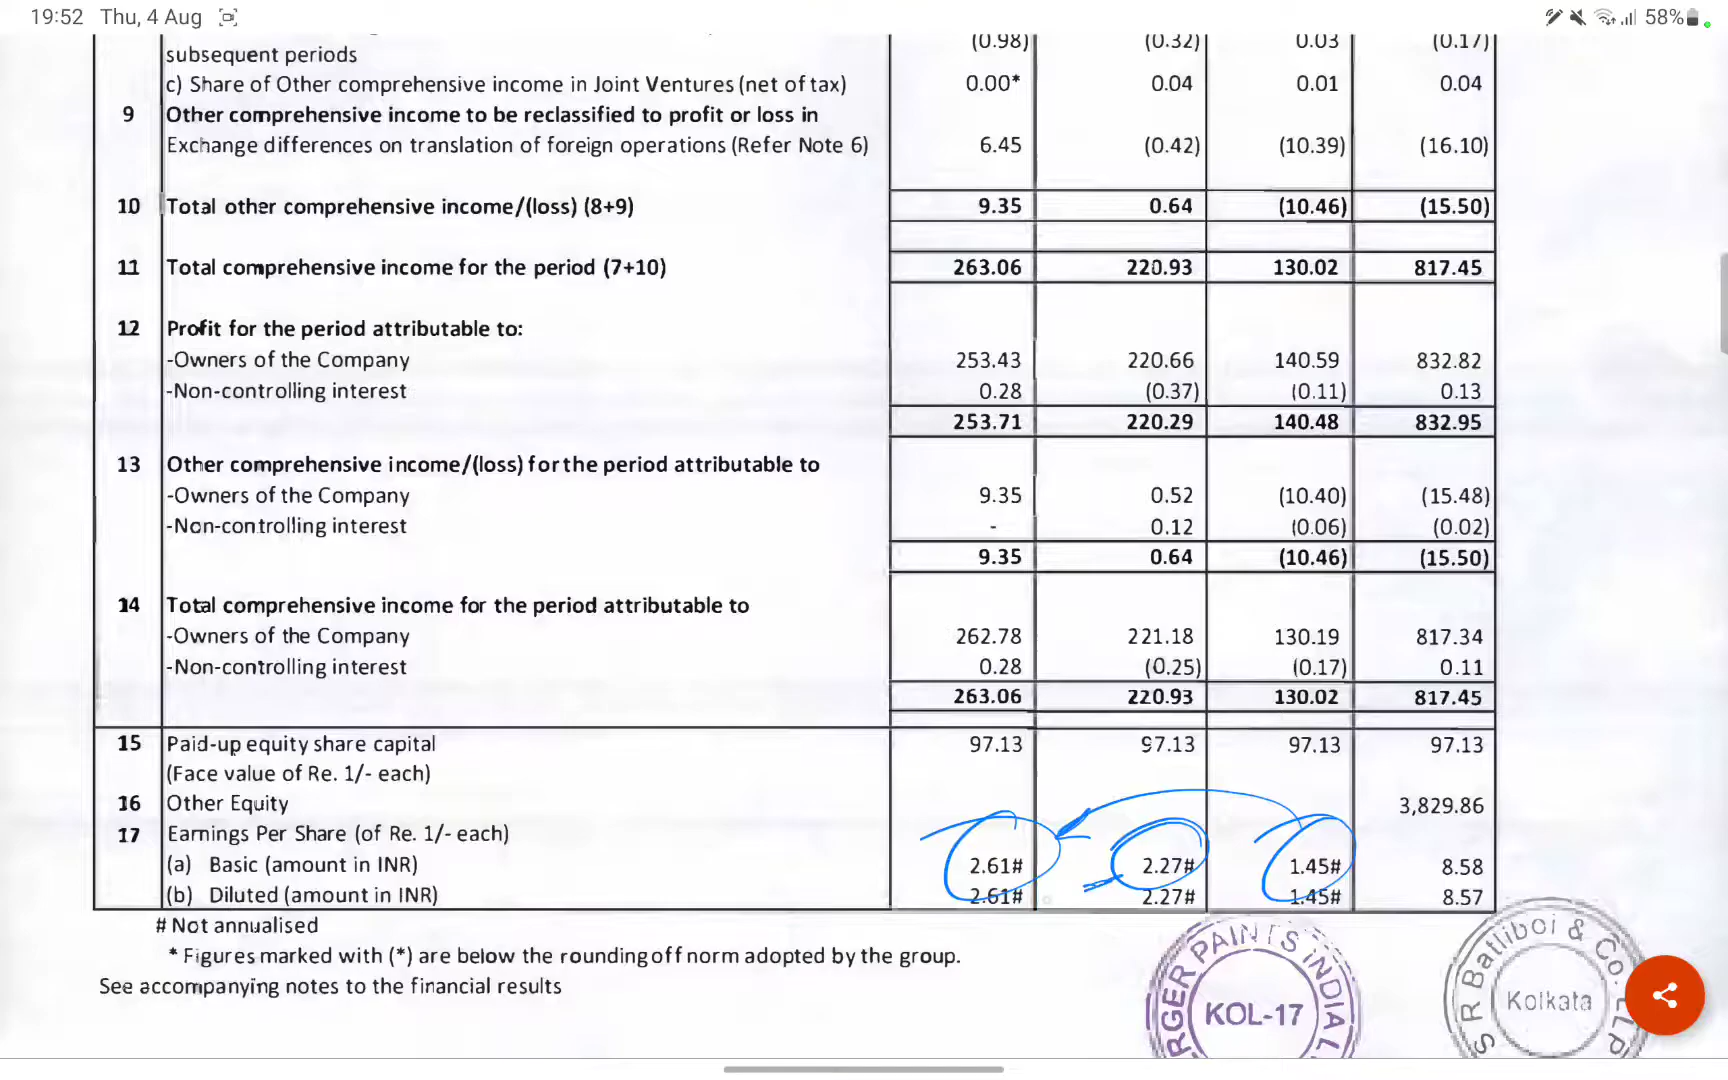 19:52 Thu, 4 Aug 58%
subsequent periods (0.98) (0.32) 0.03 (0.17)
c) Share of Other comprehensive income in Joint Ventures (net of tax) 0.00* 0.04 0.01 0.04
9 Other comprehensive income to be reclassified to profit or loss in
Exchange differences on translation of foreign operations (Refer Note 6) 6.45 (0.42) (10.39) (16.10)
10 Total other comprehensive income/(loss) (8+9) 9.35 0.64 (10.46) (15.50)
11 Total comprehensive income for the period (7+10) 263.06 220.93 130.02 817.45
12 Profit for the period attributable to:
-Owners of the Company 253.43 220.66 140.59 832.82
-Non-controlling interest 0.28 (0.37) (0.11) 0.13
253.71 220.29 140.48 832.95
13 Other comprehensive income/(loss) for the period attributable to
-Owners of the Company 9.35 0.52 (10.40) (15.48)
-Non-controlling interest - 0.12 (0.06) (0.02)
9.35 0.64 (10.46) (15.50)
14 Total comprehensive income for the period attributable to
-Owners of the Company 262.78 221.18 130.19 817.34
-Non-controlling interest 0.28 (0.25) (0.17) 0.11
263.06 220.93 130.02 817.45
15 Paid-up equity share capital 97.13 97.13 97.13 97.13
(Face value of Re. 1/- each)
16 Other Equity 3,829.86
17 Earnings Per Share (of Re. 1/- each)
(a) Basic (amount in INR) 2.61# 2.27# 1.45# 8.58
(b) Diluted (amount in INR) 2.61# 2.27# 1.45# 8.57
# Not annualised
* Figures marked with (*) are below the rounding off norm adopted by the group.
See accompanying notes to the financial results
RGER PAINTS INDIA L
KOL-17
S R Batliboi & Co. LLP
Kolkata